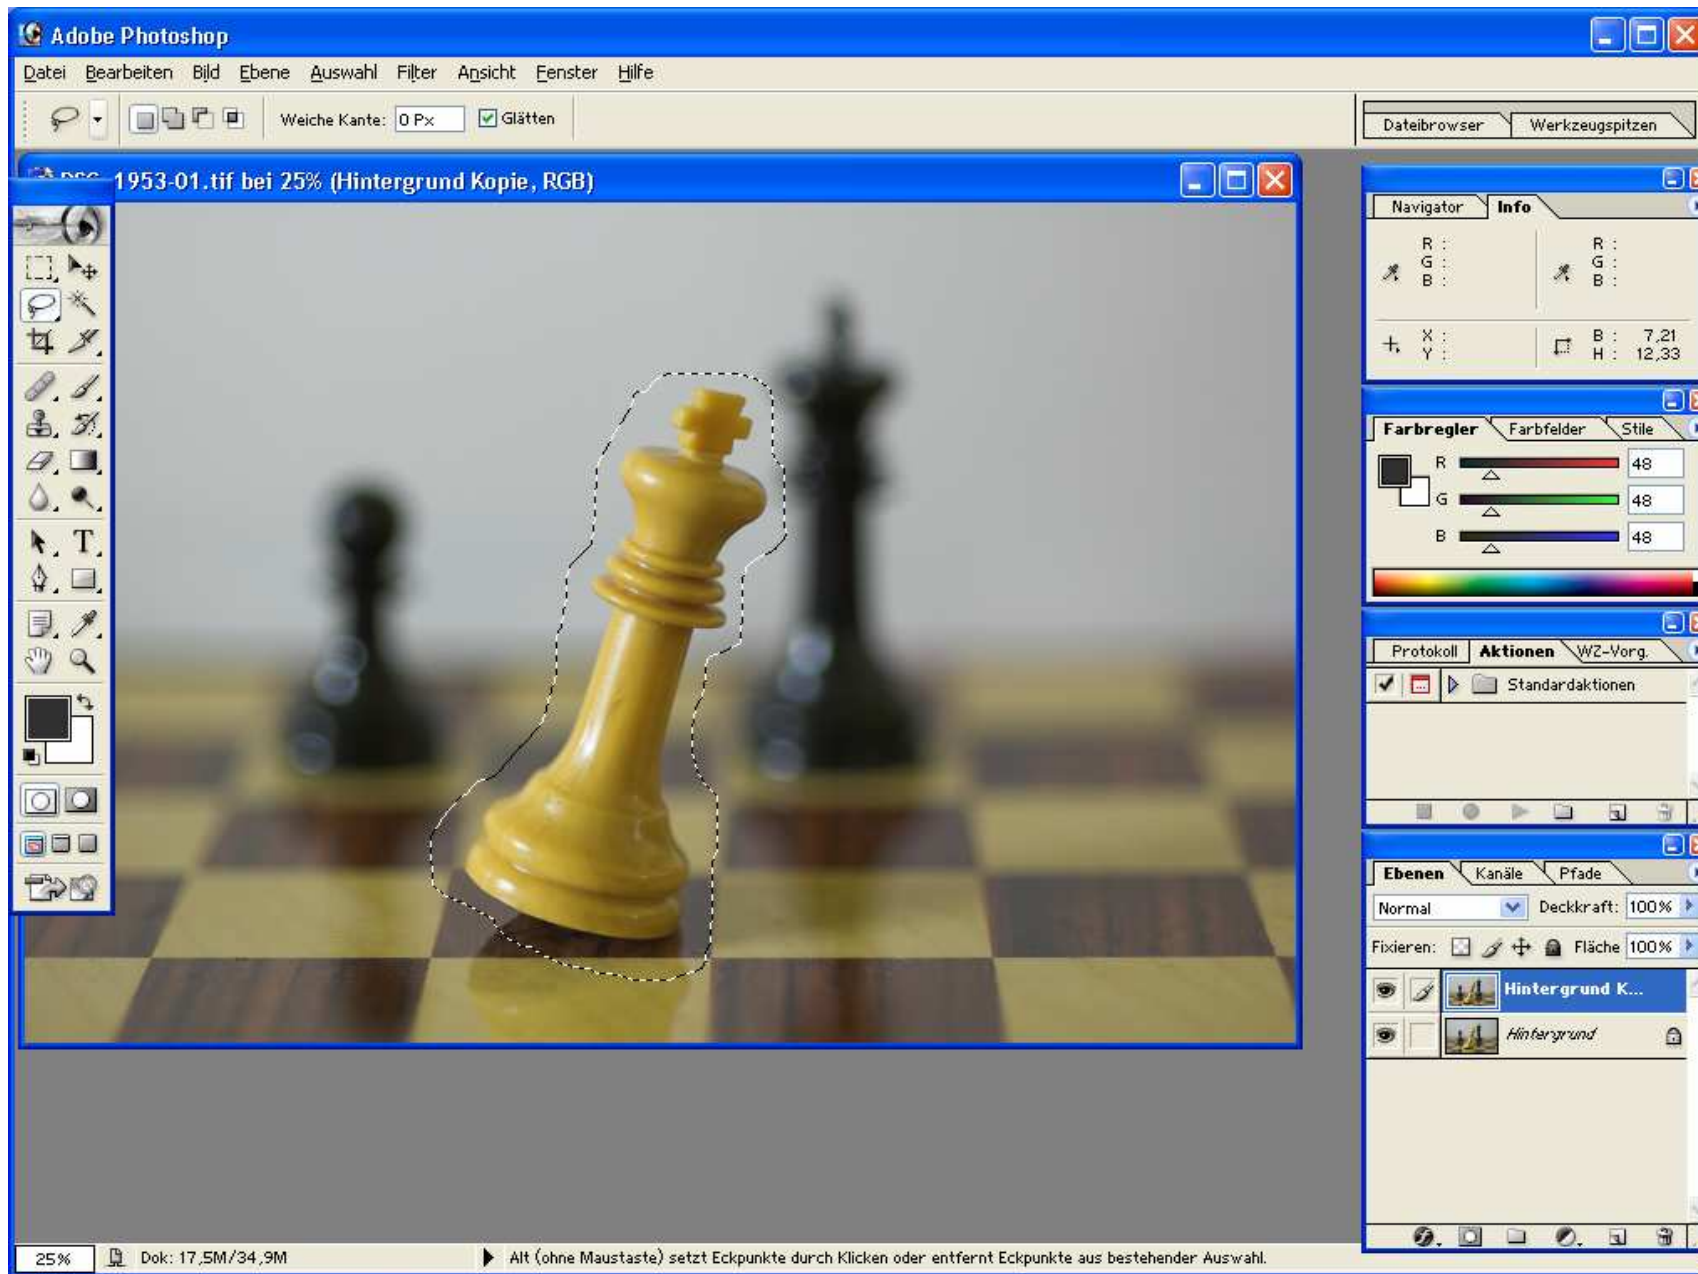 Adobe Photoshop
Datei Bearbeiten Bild Ebene Auswahl Filter Ansicht Fenster Hilfe
Weiche Kante: 0 Px Glätten
Dateibrowser Werkzeugspitzen
1953-01.tif bei 25% (Hintergrund Kopie, RGB)
Navigator Info
R : R :
G : G :
B : B :
X : B : 7,21
Y : H : 12,33
Farbregler Farbfelder Stile
R 48
G 48
B 48
Protokoll Aktionen WZ-Vorg.
Standardaktionen
Ebenen Kanäle Pfade
Normal Deckkraft: 100%
Fixieren: Fläche 100%
Hintergrund K...
Hintergrund
25% Dok: 17,5M/34,9M Alt (ohne Maustaste) setzt Eckpunkte durch Klicken oder entfernt Eckpunkte aus bestehender Auswahl.